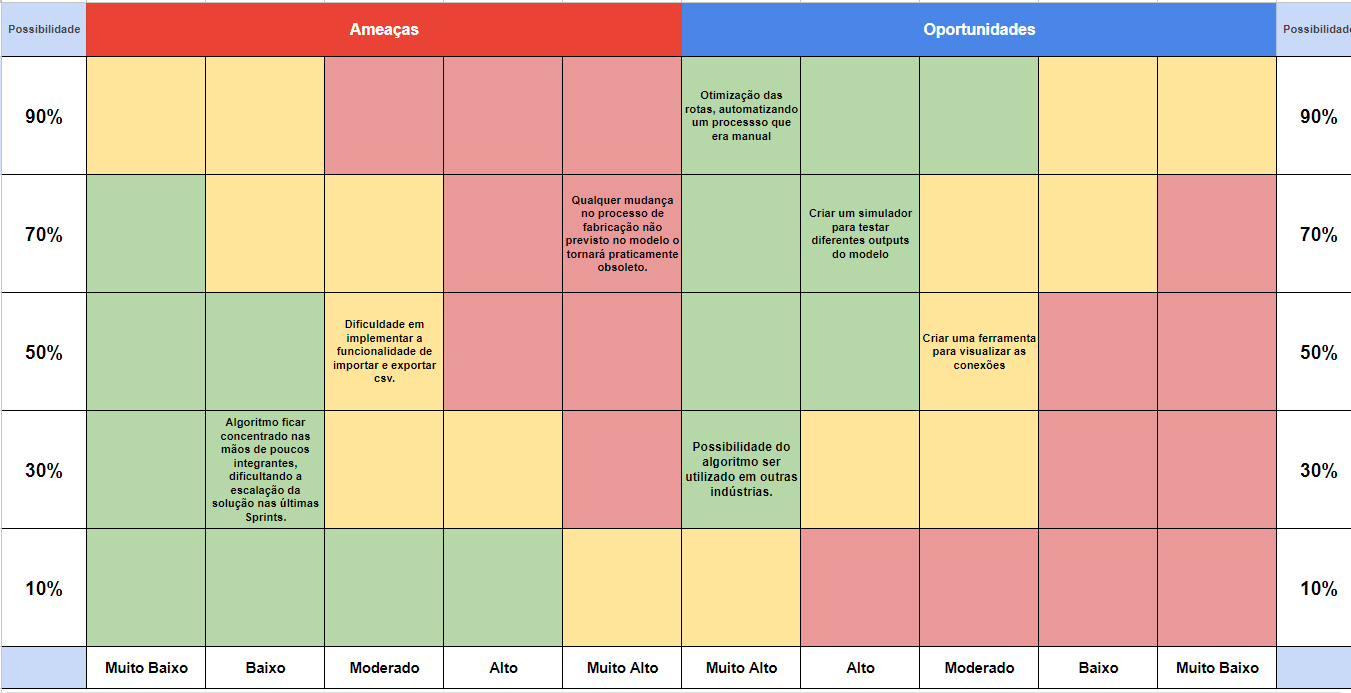 Possibilidade
Ameaças
Oportunidades
Possibilidade
90%
Otimização das
rotas, automatizando
um processso que
era manual
90%
70%
Qualquer mudança
no processo de
fabricação não
previsto no modelo o
tornará praticamente
obsoleto.
Criar um simulador
para testar
diferentes outputs
do modelo
70%
50%
Dificuldade em
implementar a
funcionalidade de
importar e exportar
csv.
Criar uma ferramenta
para visualizar as
conexões
50%
30%
Algoritmo ficar
concentrado nas
mãos de poucos
integrantes,
dificultando a
escalação da
solução nas últimas
Sprints.
Possibilidade do
algoritmo ser
utilizado em outras
indústrias.
30%
10%
10%
Muito Baixo
Baixo
Moderado
Alto
Muito Alto
Muito Alto
Alto
Moderado
Baixo
Muito Baixo